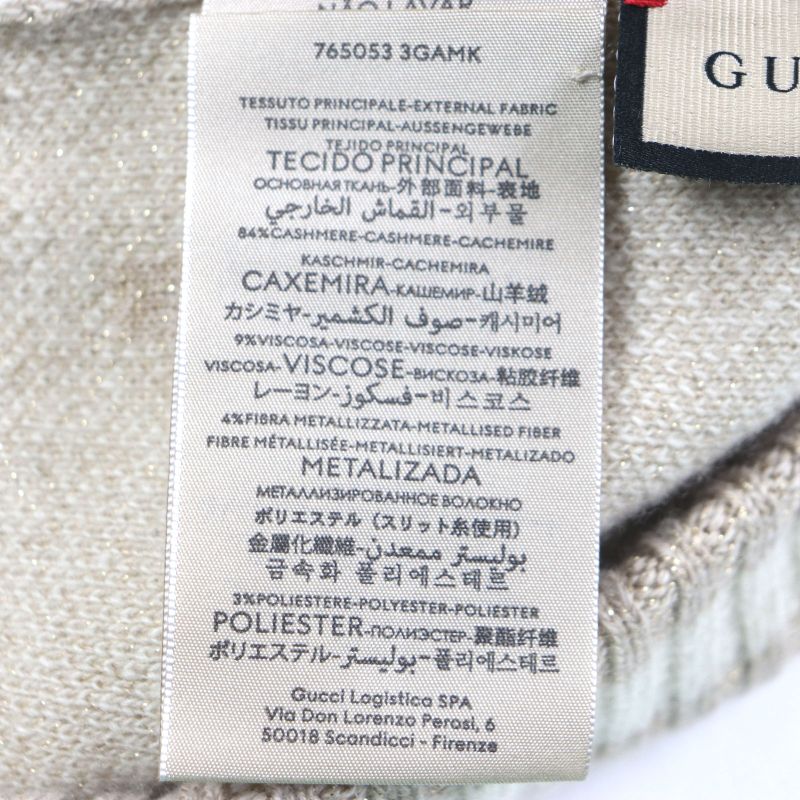 NÃO LAVAR
765053 3GAMK
TESSUTO PRINCIPALE-EXTERNAL FABRIC
TISSU PRINCIPAL-AUSSENGEWEBE
TEJIDO PRINCIPAL
TECIDO PRINCIPAL
ОСНОВНАЯ ТКАНЬ-外部面料-表地
القماش الخارجي-외부물
84%CASHMERE-CASHMERE-CACHEMIRE
KASCHMIR-CACHEMIRA
CAXEMIRA-КАШЕМИР-山羊绒
カシミヤ-صوف الكشمير-캐시미어
9%VISCOSA-VISCOSE-VISCOSE-VISKOSE
VISCOSA-VISCOSE-ВИСКОЗА-粘胶纤维
レーヨン-فسكوز-비스코스
4%FIBRA METALLIZZATA-METALLISED FIBER
FIBRE MÉTALLISÉE-METALLISIERT-METALIZADO
METALIZADA
МЕТАЛЛИЗИРОВАННОЕ ВОЛОКНО
ポリエステル（スリット糸使用）
金屬化纖維-بوليستر ممعدن
금속화 폴리에스테르
3%POLIESTERE-POLYESTER-POLIESTER
POLIESTER-ПОЛИЭСТЕР-聚酯纤维
ポリエステル-بوليستر-폴리에스테르
Gucci Logistica SPA
Via Don Lorenzo Perosi, 6
50018 Scandicci - Firenze
GU